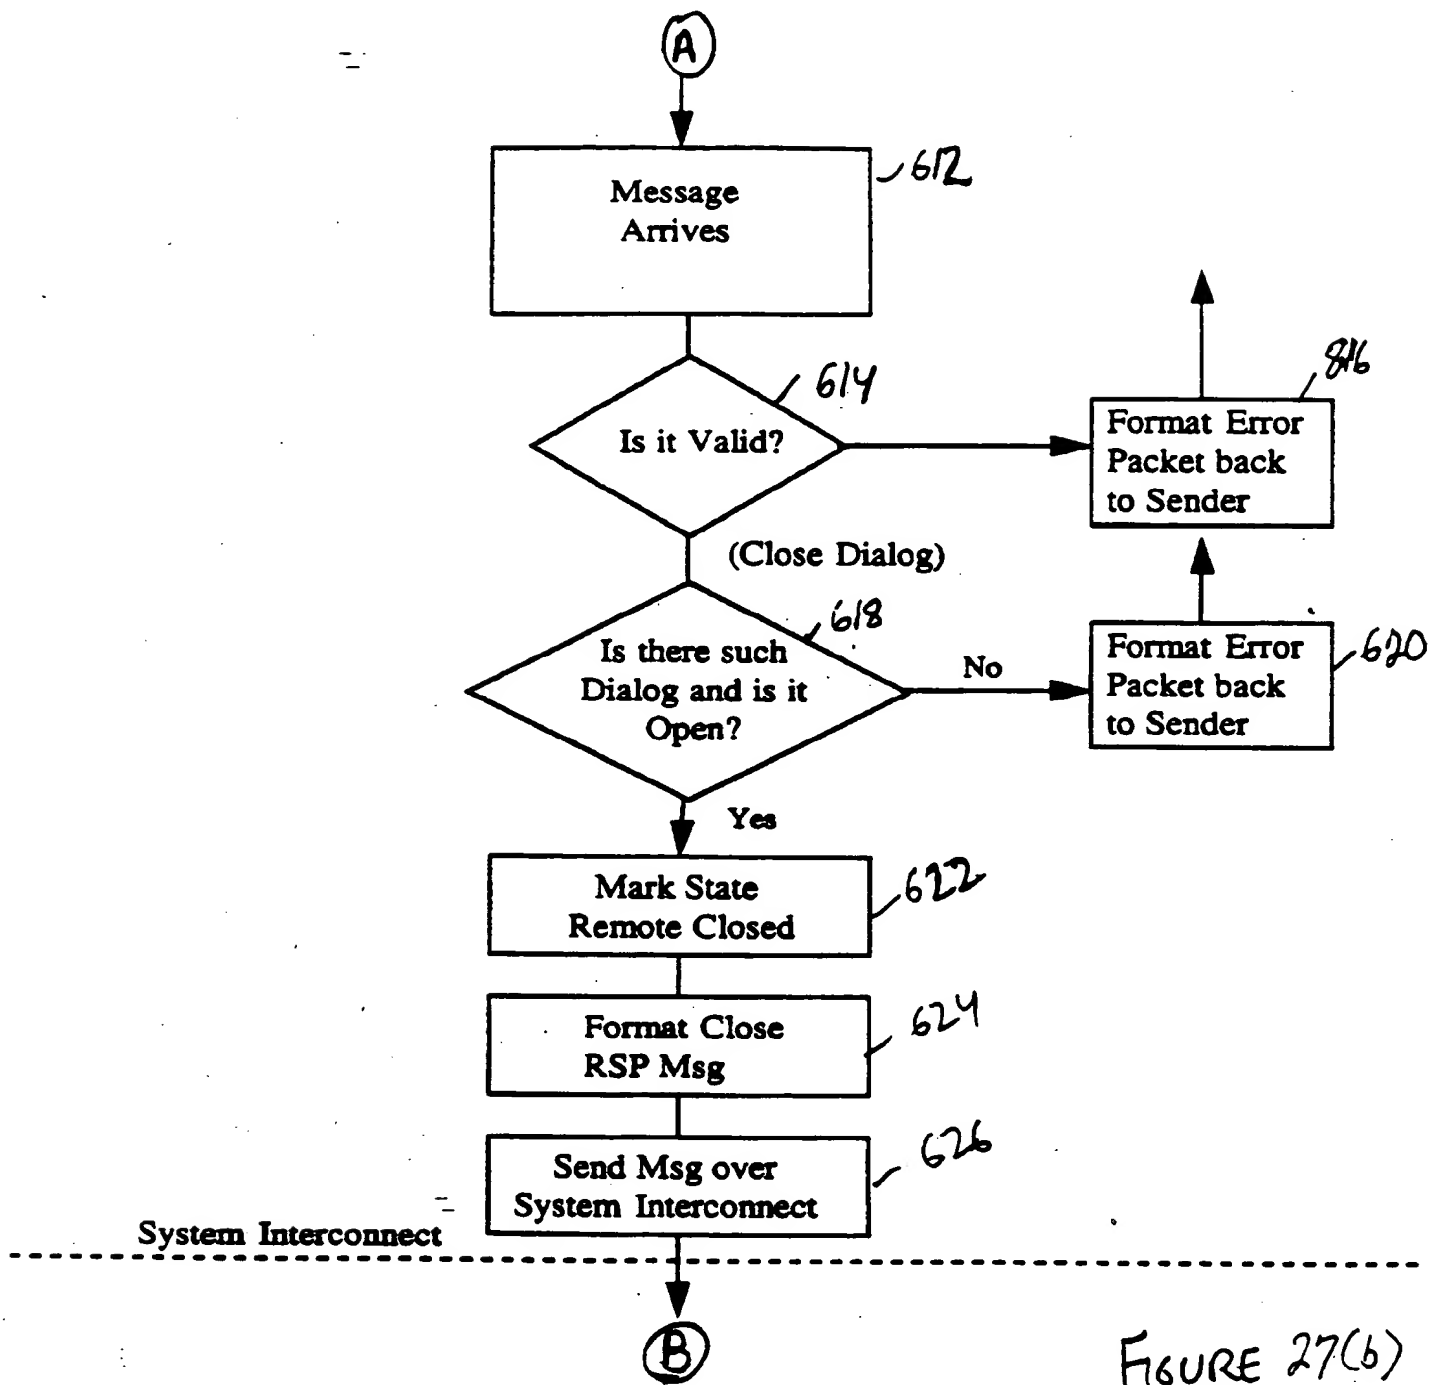 A
Message
Arrives
612
Is it Valid?
614
Format Error
Packet back
to Sender
816
(Close Dialog)
Is there such
Dialog and is it
Open?
618
No
Format Error
Packet back
to Sender
620
Yes
Mark State
Remote Closed
622
Format Close
RSP Msg
624
Send Msg over
System Interconnect
626
System Interconnect
B
FIGURE 27(b)